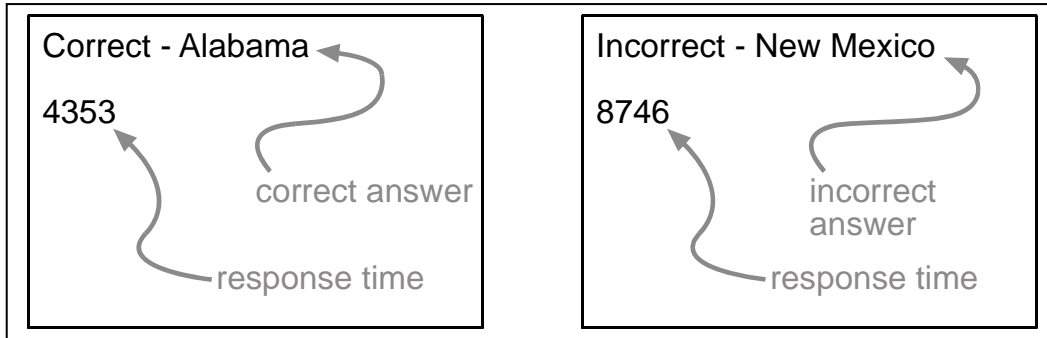 Correct - Alabama
4353
correct answer
response time
Incorrect - New Mexico
8746
incorrect
answer
response time